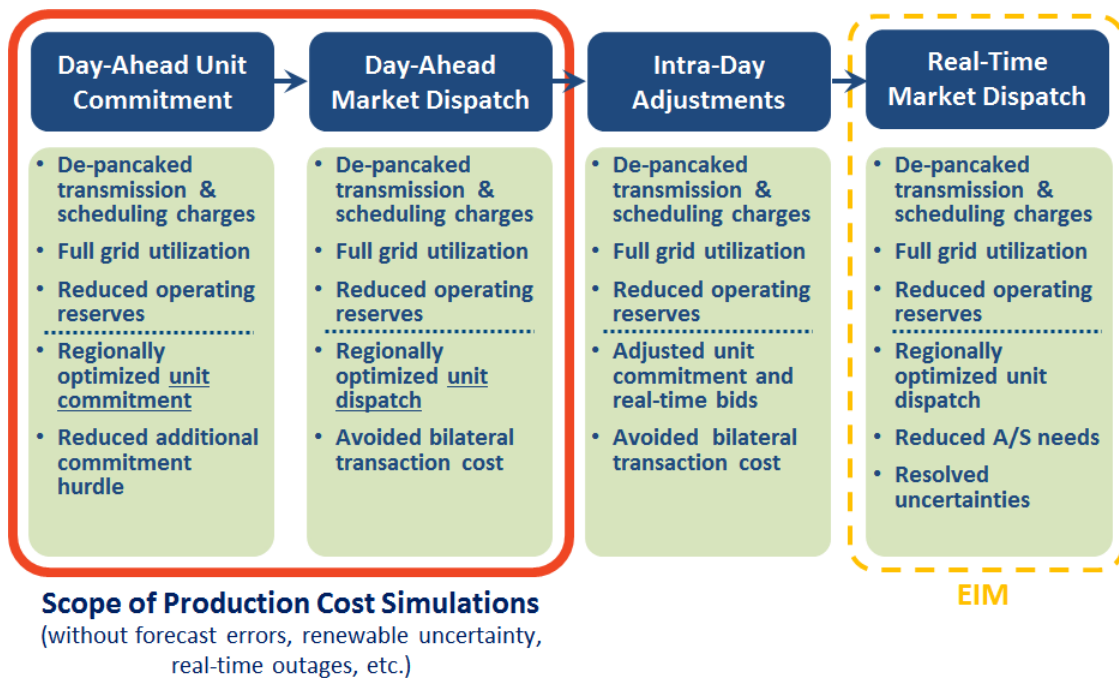 Day-Ahead Unit
Commitment
Day-Ahead
Market Dispatch
Intra-Day
Adjustments
Real-Time
Market Dispatch
• De-pancaked
transmission &
scheduling charges
• Full grid utilization
• Reduced operating
reserves
• Regionally
optimized unit
commitment
• Reduced additional
commitment
hurdle
• De-pancaked
transmission &
scheduling charges
• Full grid utilization
• Reduced operating
reserves
• Regionally
optimized unit
dispatch
• Avoided bilateral
transaction cost
• De-pancaked
transmission &
scheduling charges
• Full grid utilization
• Reduced operating
reserves
• Adjusted unit
commitment and
real-time bids
• Avoided bilateral
transaction cost
• De-pancaked
transmission &
scheduling charges
• Full grid utilization
• Reduced operating
reserves
• Regionally
optimized unit
dispatch
• Reduced A/S needs
• Resolved
uncertainties
Scope of Production Cost Simulations
(without forecast errors, renewable uncertainty,
real-time outages, etc.)
EIM